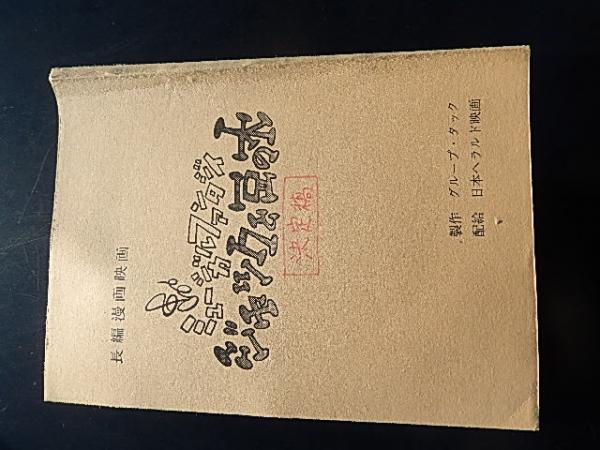 長編漫画映画
ミュージカルファンタジィ
ジャックと豆の木
決定稿
製作 グループ・タック
配給 日本ヘラルド映画